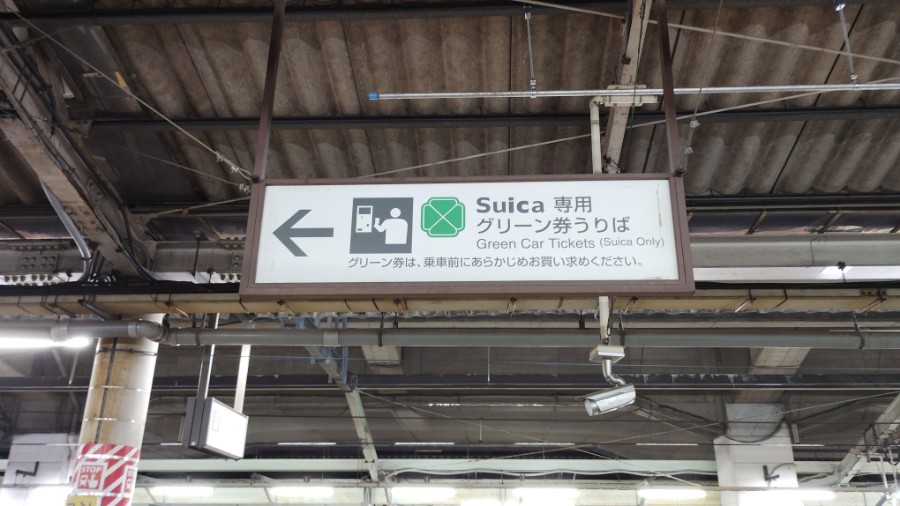 Suica 専用
グリーン券うりば
Green Car Tickets (Suica Only)
グリーン券は、乗車前にあらかじめお買い求めください。
STOP